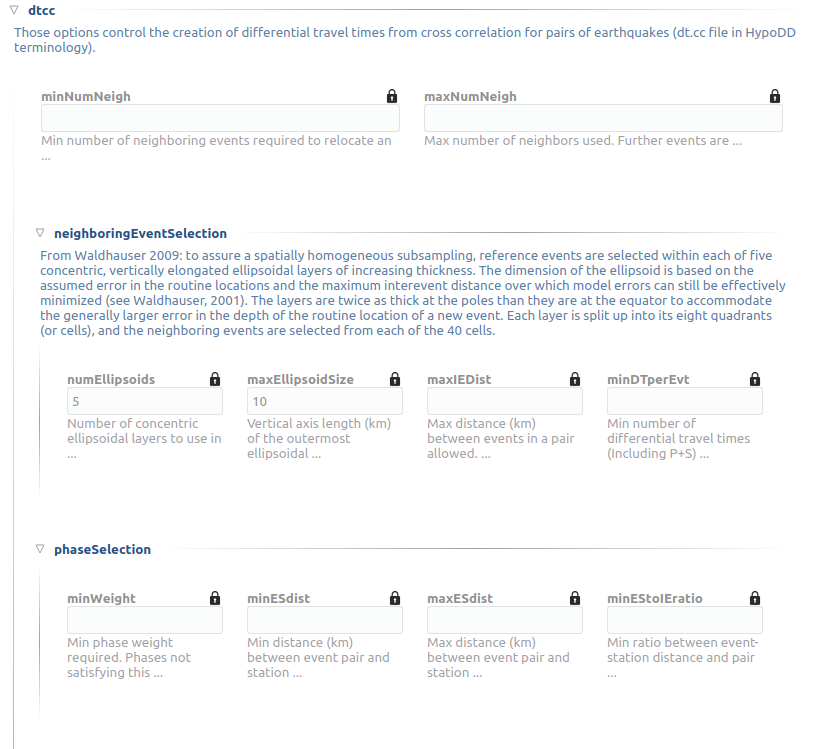 dtcc
Those options control the creation of differential travel times from cross correlation for pairs of earthquakes (dt.cc file in HypoDD
terminology).
minNumNeigh
Min number of neighboring events required to relocate an
...
maxNumNeigh
Max number of neighbors used. Further events are ...
neighboringEventSelection
From Waldhauser 2009: to assure a spatially homogeneous subsampling, reference events are selected within each of five
concentric, vertically elongated ellipsoidal layers of increasing thickness. The dimension of the ellipsoid is based on the
assumed error in the routine locations and the maximum interevent distance over which model errors can still be effectively
minimized (see Waldhauser, 2001). The layers are twice as thick at the poles than they are at the equator to accommodate
the generally larger error in the depth of the routine location of a new event. Each layer is split up into its eight quadrants
(or cells), and the neighboring events are selected from each of the 40 cells.
numEllipsoids
5
Number of concentric
ellipsoidal layers to use in
...
maxEllipsoidSize
10
Vertical axis length (km)
of the outermost
ellipsoidal ...
maxIEDist
Max distance (km)
between events in a pair
allowed. ...
minDTperEvt
Min number of
differential travel times
(Including P+S) ...
phaseSelection
minWeight
Min phase weight
required. Phases not
satisfying this ...
minESdist
Min distance (km)
between event pair and
station ...
maxESdist
Max distance (km)
between event pair and
station ...
minEStoIEratio
Min ratio between event-
station distance and pair
...